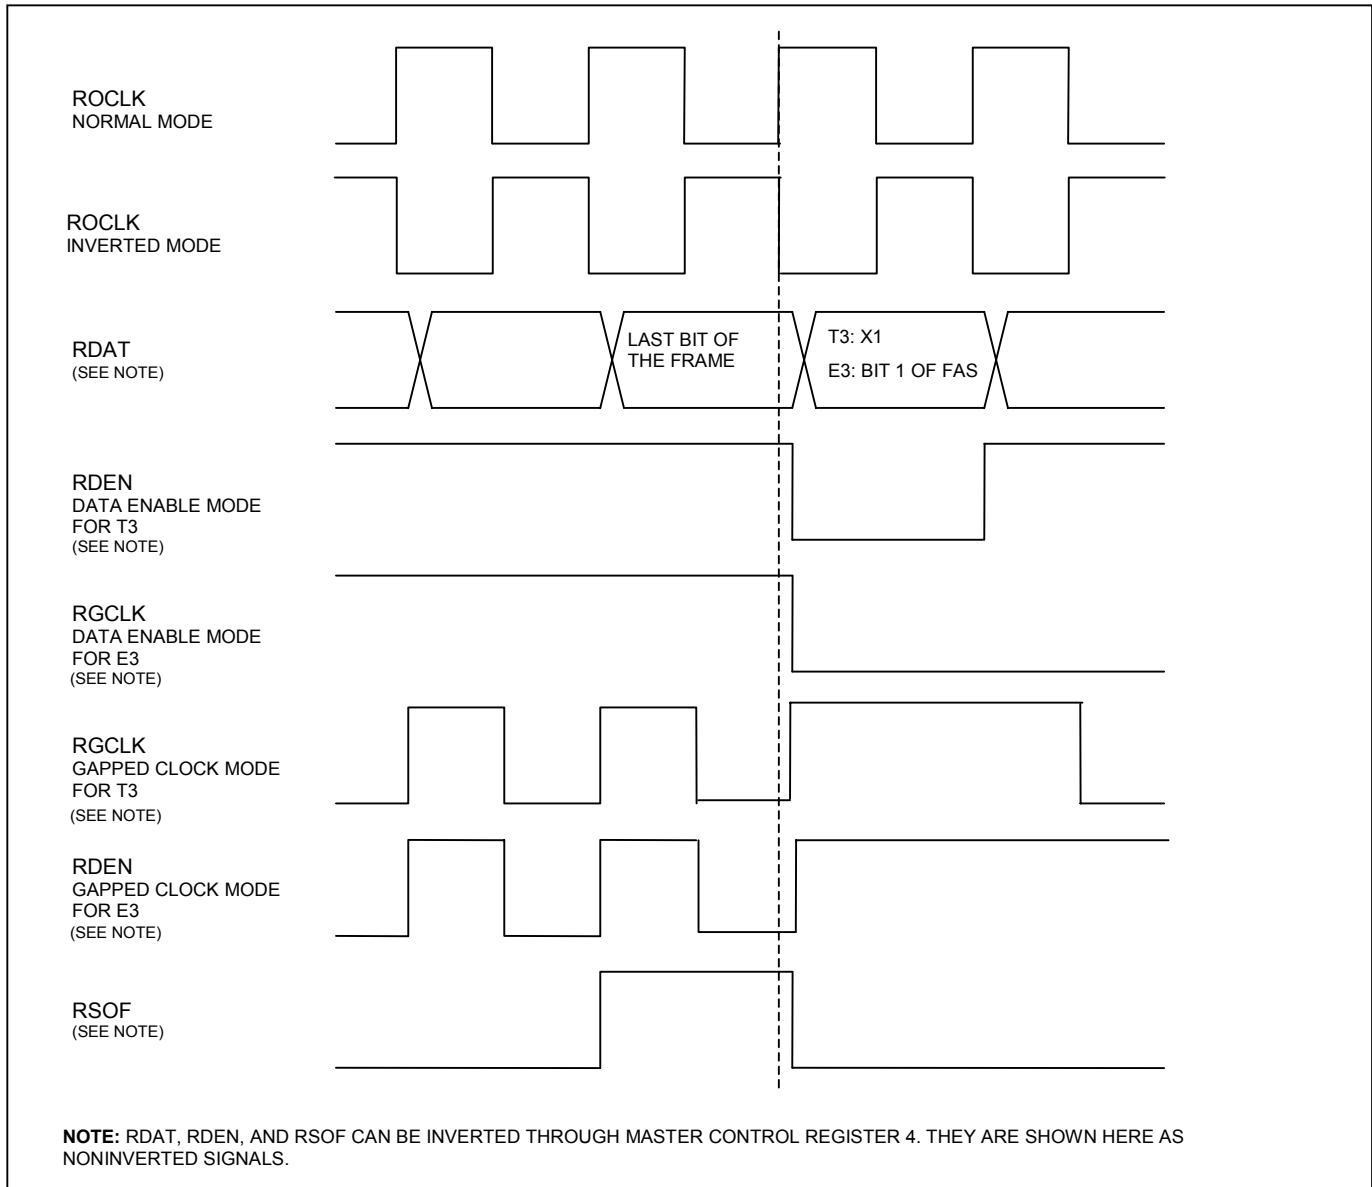 ROCLK
NORMAL MODE
ROCLK
INVERTED MODE
RDAT
(SEE NOTE)
LAST BIT OF
THE FRAME
T3: X1
E3: BIT 1 OF FAS
RDEN
DATA ENABLE MODE
FOR T3
(SEE NOTE)
RGCLK
DATA ENABLE MODE
FOR E3
(SEE NOTE)
RGCLK
GAPPED CLOCK MODE
FOR T3
(SEE NOTE)
RDEN
GAPPED CLOCK MODE
FOR E3
(SEE NOTE)
RSOF
(SEE NOTE)
NOTE: RDAT, RDEN, AND RSOF CAN BE INVERTED THROUGH MASTER CONTROL REGISTER 4. THEY ARE SHOWN HERE AS
NONINVERTED SIGNALS.